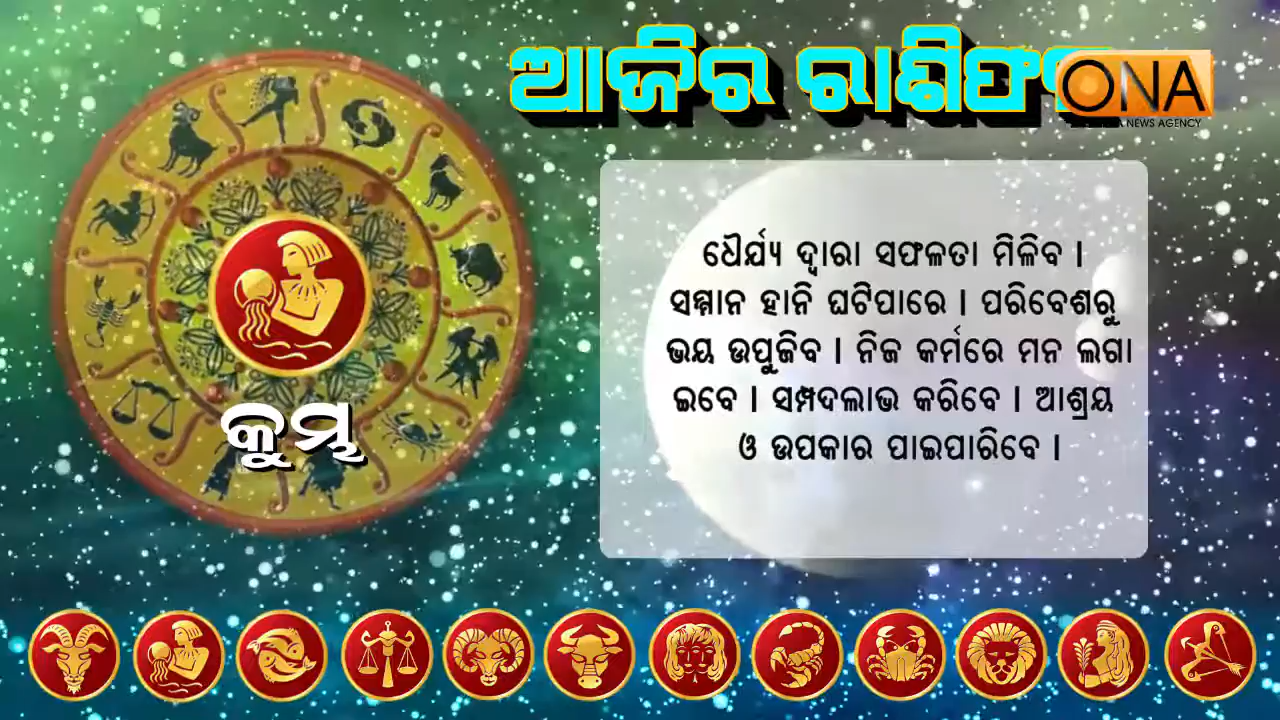 ଆଜିର
ONA
NEWS AGENCY
ଧୈର୍ଯ୍ୟ ଦ୍ୱାରା ସଫଳତା ମିଳିବ ।
ସମ୍ମାନ ହାନି ଘଟିପାରେ । ପରିବେଶରୁ
ଭୟ ଉପୁଜିବ । ନିଜ କର୍ମରେ ମନ ଲଗା
ଇବେ । ସମ୍ପଦଲାଭ କରିବେ । ଆଶ୍ରୟ
ଓ ଉପକାର ପାଇପାରିବେ ।
କୁମ୍ଭ